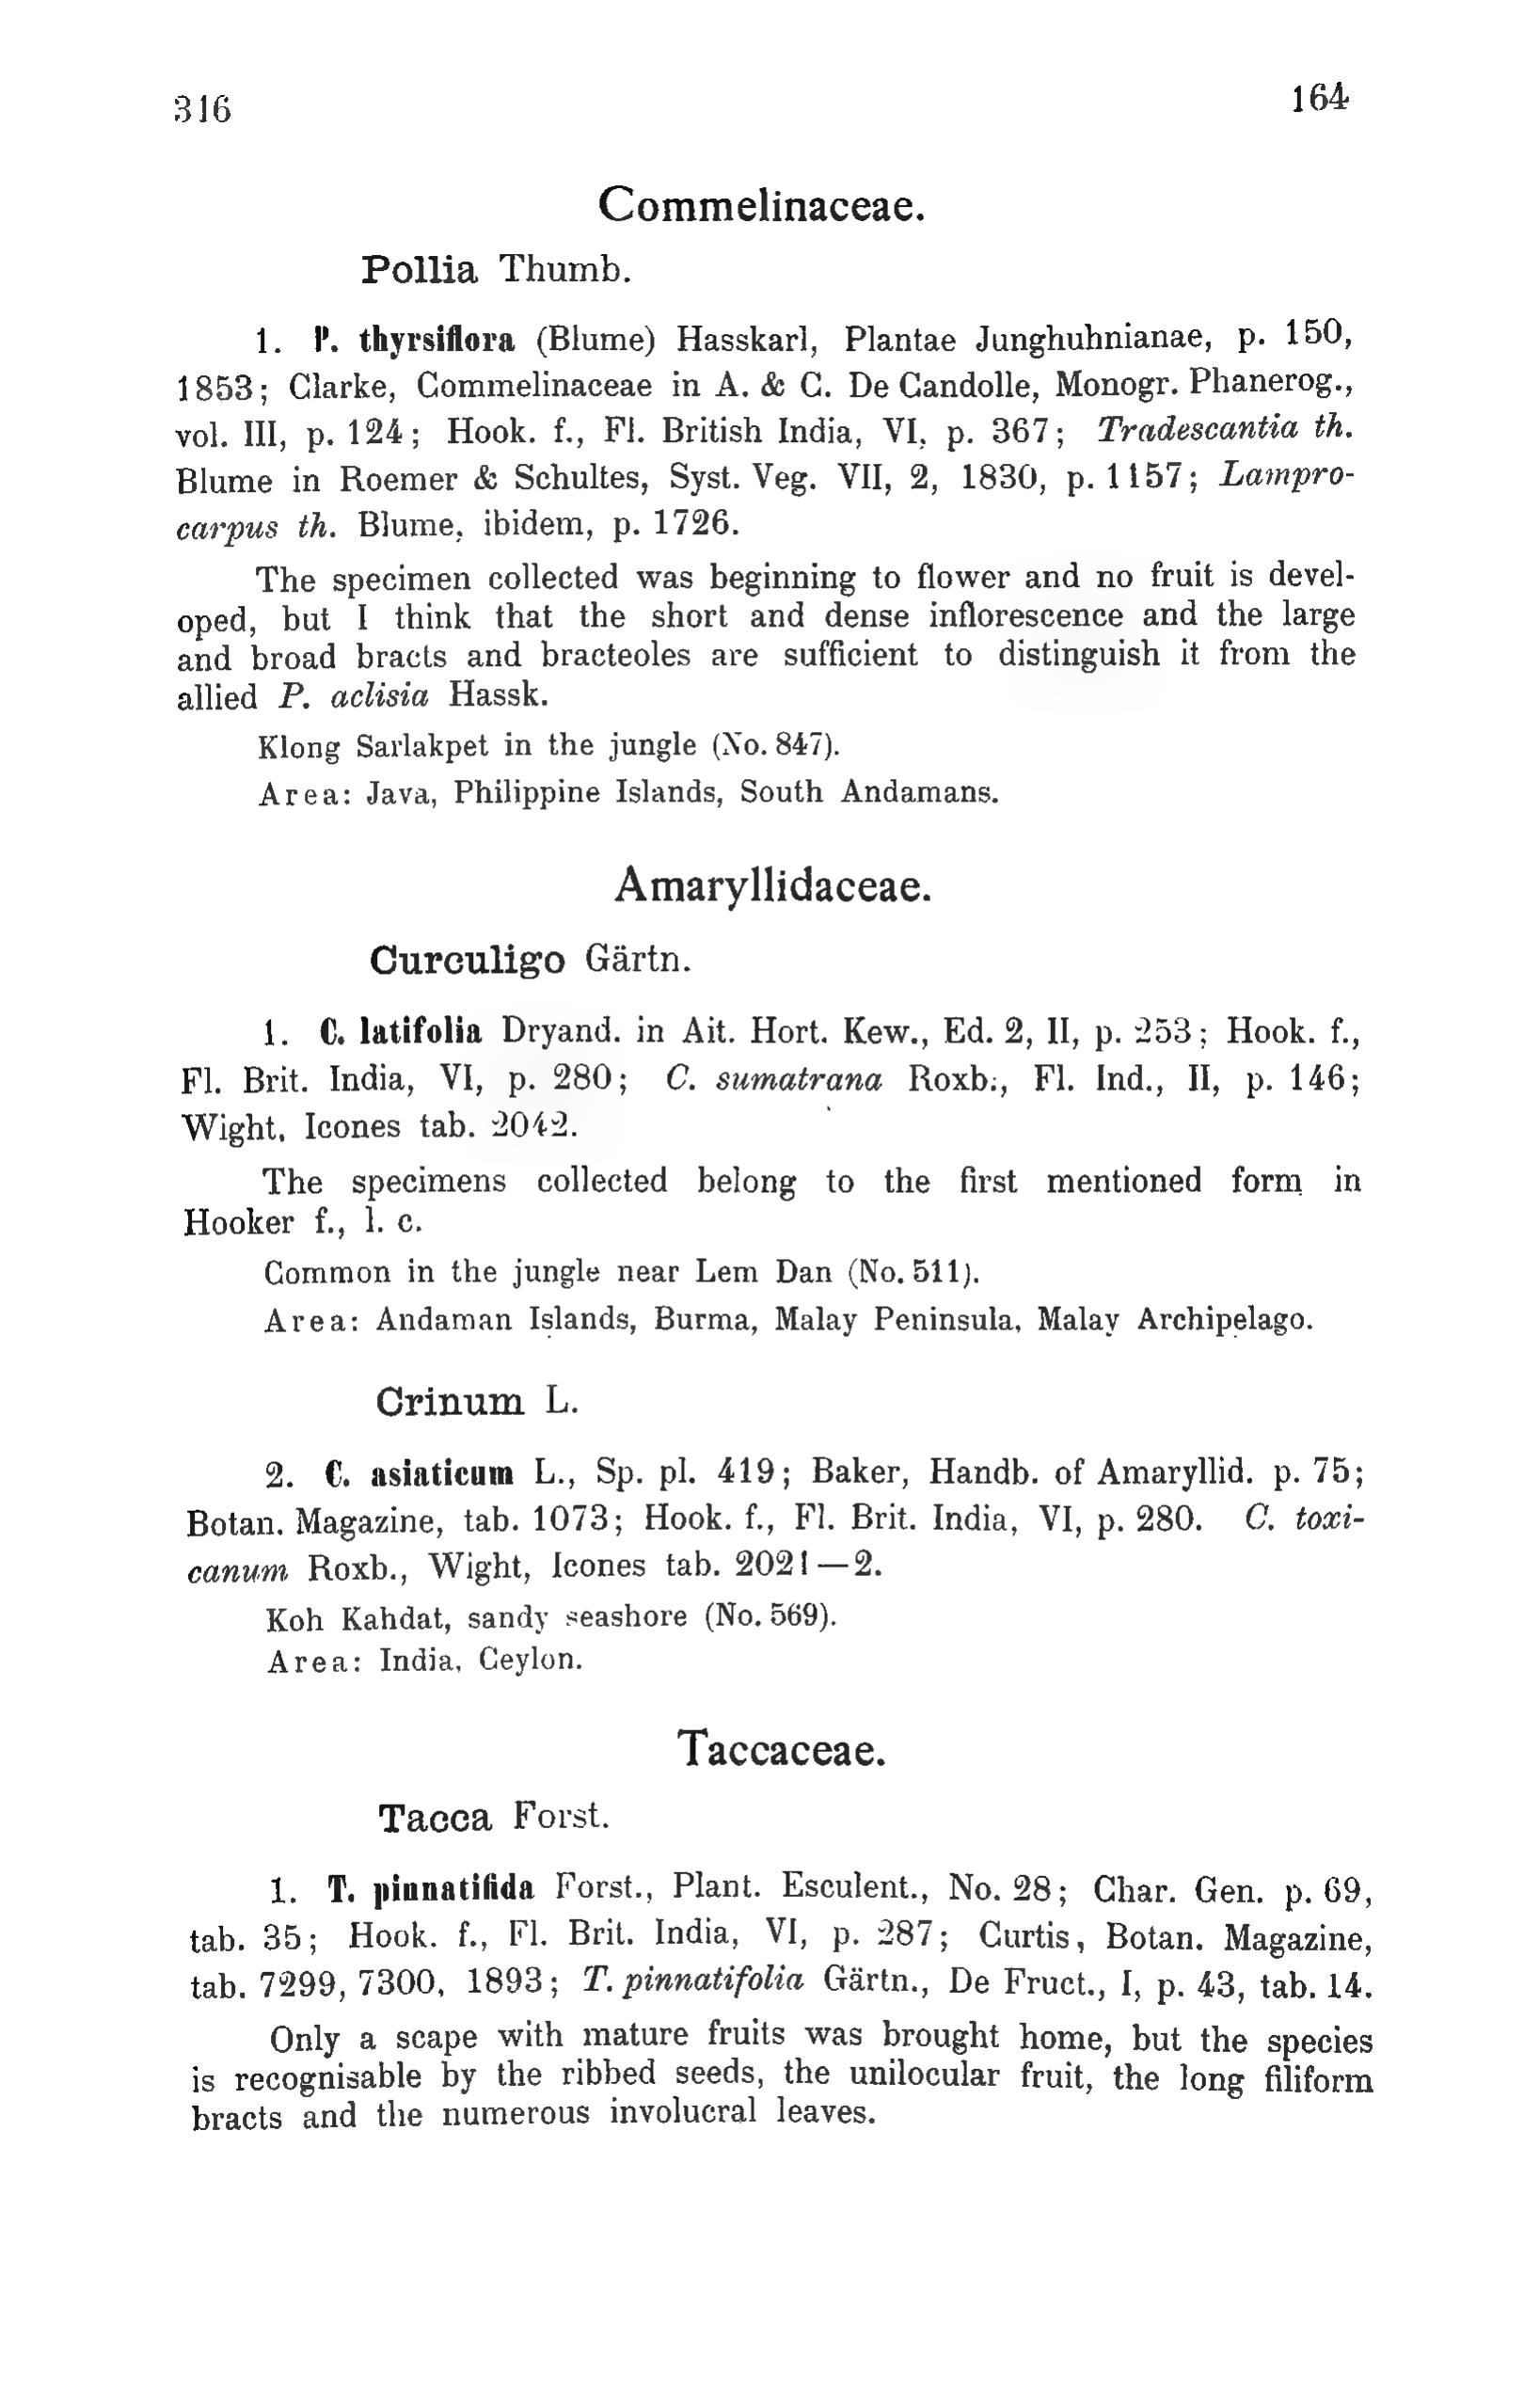 316
164
Commelinaceae.
Pollia Thumb.
1. P. thyrsiflora (Blume) Hasskarl, Plantae Junghuhnianae, p. 150,
1853; Clarke, Commelinaceae in A. & C. De Candolle, Monogr. Phanerog.,
vol. III, p. 124; Hook. f., Fl. British India, VI, p. 367; Tradescantia th.
Blume in Roemer & Schultes, Syst. Veg. VII, 2, 1830, p. 1157; Lampro-
carpus th. Blume, ibidem, p. 1726.
The specimen collected was beginning to flower and no fruit is devel-
oped, but I think that the short and dense inflorescence and the large
and broad bracts and bracteoles are sufficient to distinguish it from the
allied P. aclisia Hassk.
Klong Sarlakpet in the jungle (No. 847).
Area: Java, Philippine Islands, South Andamans.
Amaryllidaceae.
Curculigo Gärtn.
1. C. latifolia Dryand. in Ait. Hort. Kew., Ed. 2, II, p. 253; Hook. f.,
Fl. Brit. India, VI, p. 280; C. sumatrana Roxb., Fl. Ind., II, p. 146;
Wight, Icones tab. 2042.
The specimens collected belong to the first mentioned form in
Hooker f., l. c.
Common in the jungle near Lem Dan (No. 511).
Area: Andaman Islands, Burma, Malay Peninsula, Malay Archipelago.
Crinum L.
2. C. asiaticum L., Sp. pl. 419; Baker, Handb. of Amaryllid. p. 75;
Botan. Magazine, tab. 1073; Hook. f., Fl. Brit. India, VI, p. 280. C. toxi-
canum Roxb., Wight, Icones tab. 2021—2.
Koh Kahdat, sandy seashore (No. 569).
Area: India, Ceylon.
Taccaceae.
Tacca Forst.
1. T. pinnatifida Forst., Plant. Esculent., No. 28; Char. Gen. p. 69,
tab. 35; Hook. f., Fl. Brit. India, VI, p. 287; Curtis, Botan. Magazine,
tab. 7299, 7300, 1893; T. pinnatifolia Gärtn., De Fruct., I, p. 43, tab. 14.
Only a scape with mature fruits was brought home, but the species
is recognisable by the ribbed seeds, the unilocular fruit, the long filiform
bracts and the numerous involucral leaves.